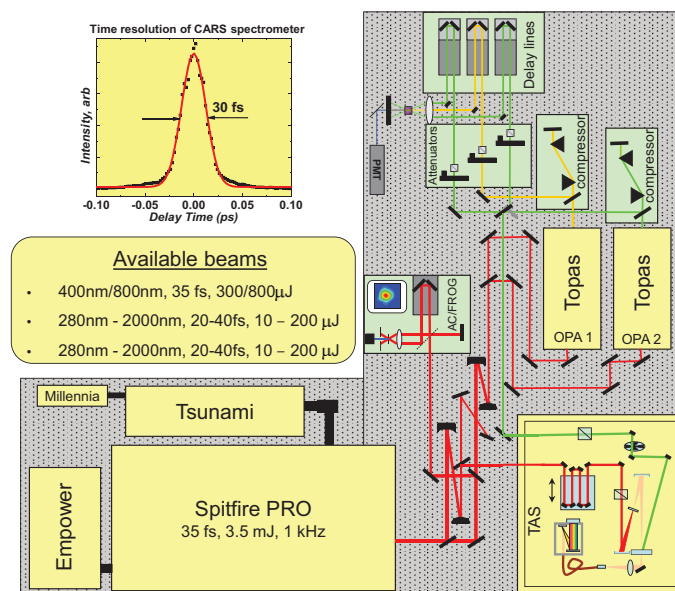 Time resolution of CARS spectrometer
Intensity, arb
30 fs
-0.10
-0.05
0.00
0.05
0.10
Delay Time (ps)
Delay lines
Attenuators
PMT
compressor
compressor
Topas
OPA 1
Topas
OPA 2
AC/FROG
Available beams
• 400nm/800nm, 35 fs, 300/800µJ
• 280nm - 2000nm, 20-40fs, 10 – 200 µJ
• 280nm - 2000nm, 20-40fs, 10 – 200 µJ
Millennia
Tsunami
Empower
Spitfire PRO
35 fs, 3.5 mJ, 1 kHz
TAS